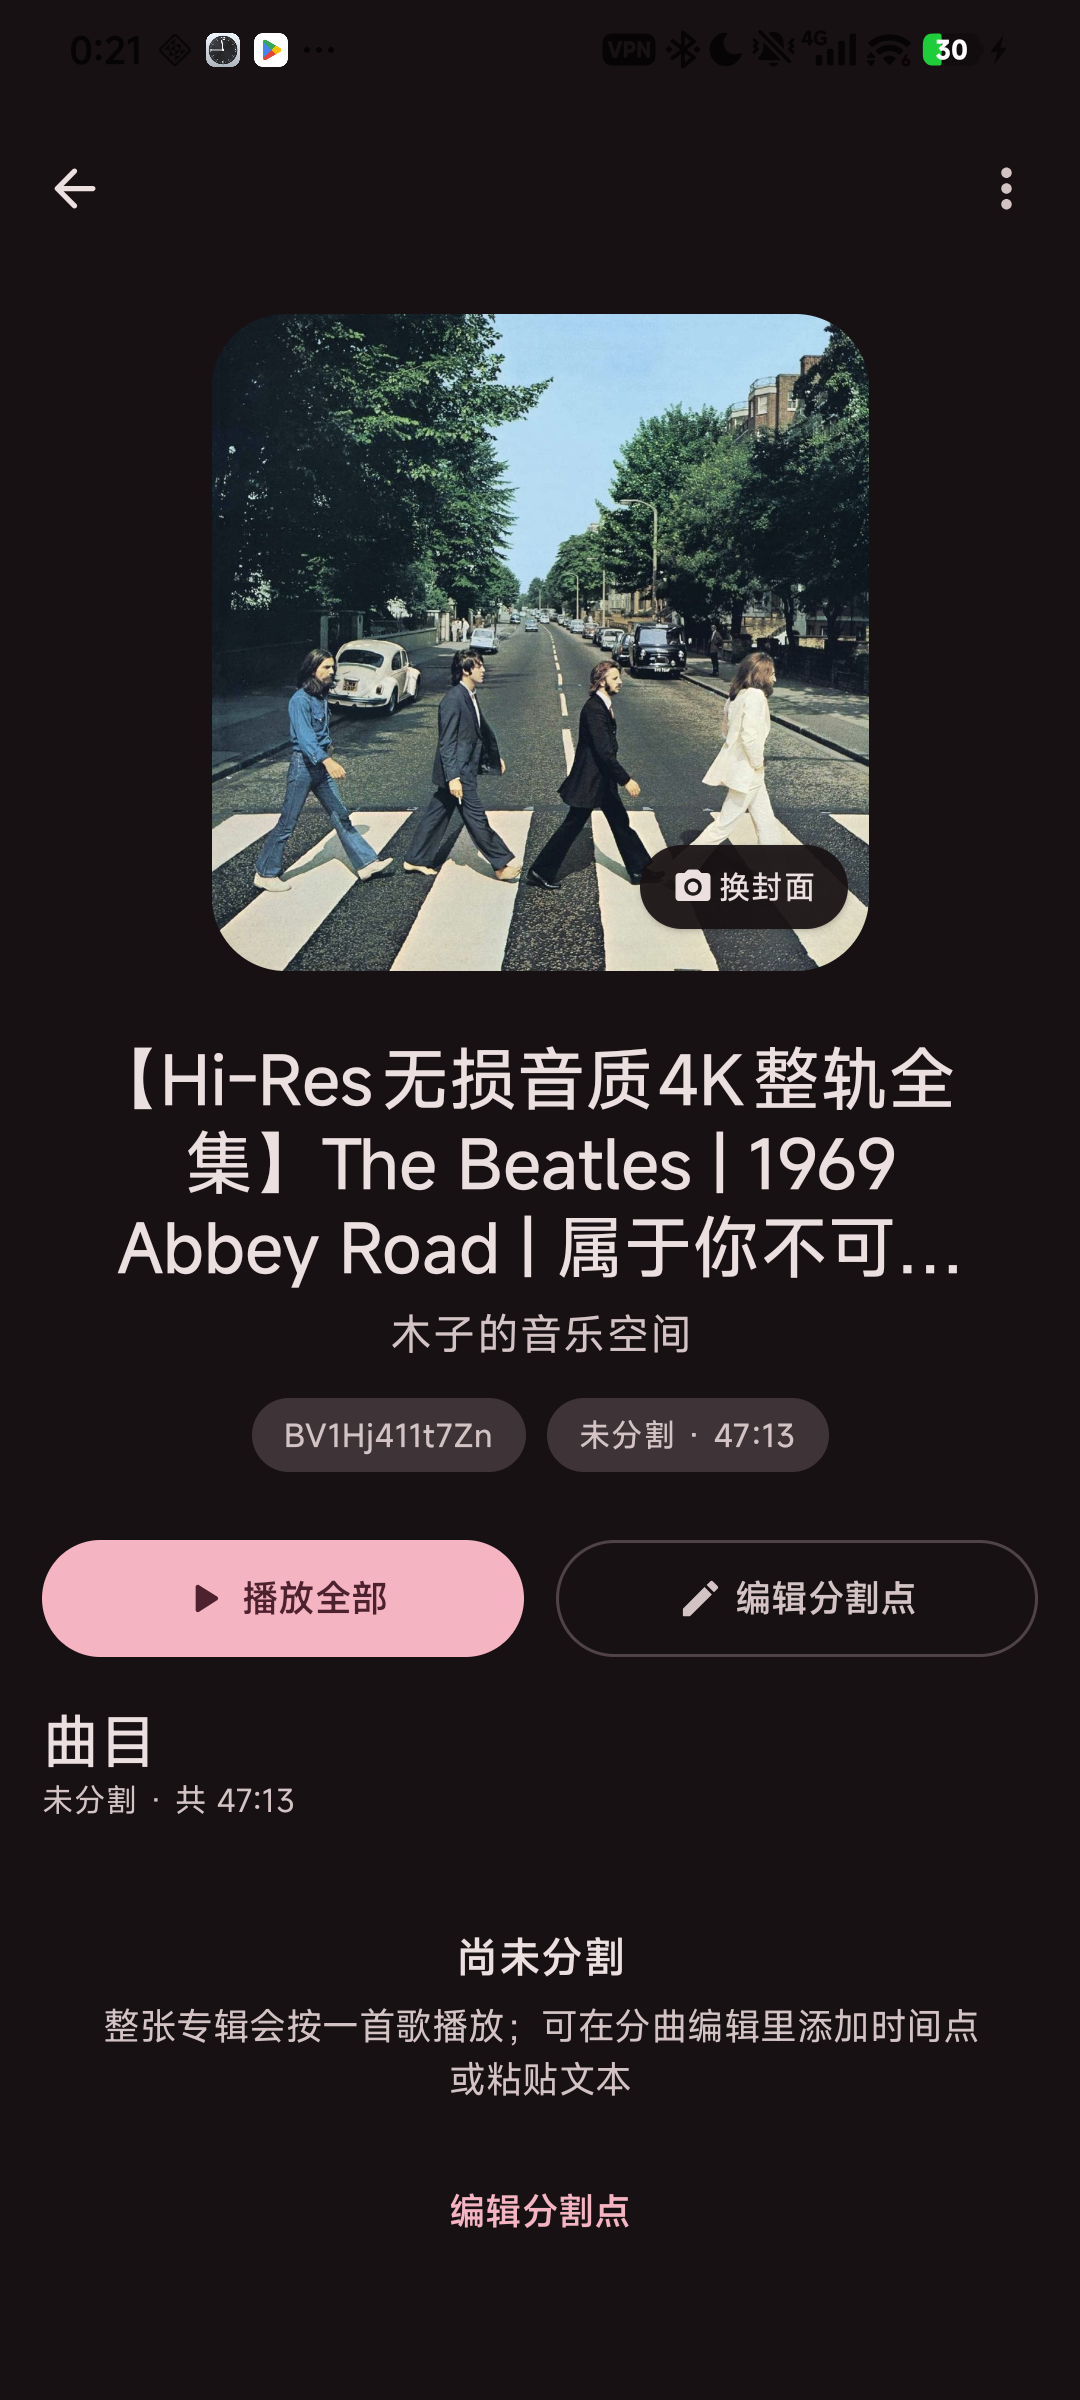 0:21
VPN 4G 6 30
换封面
【Hi-Res无损音质4K整轨全
集】The Beatles | 1969
Abbey Road | 属于你不可...
木子的音乐空间
BV1Hj411t7Zn
未分割 · 47:13
播放全部
编辑分割点
曲目
未分割 · 共 47:13
尚未分割
整张专辑会按一首歌播放；可在分曲编辑里添加时间点
或粘贴文本
编辑分割点